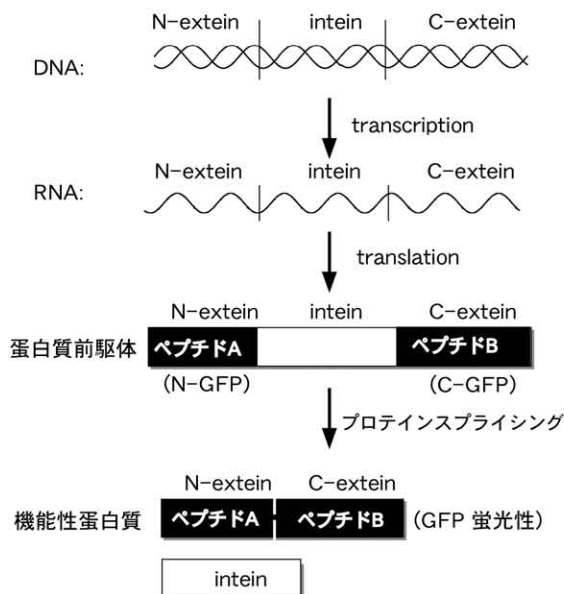 N-extein intein C-extein
DNA:
transcription
N-extein intein C-extein
RNA:
translation
N-extein intein C-extein
蛋白質前駆体 ペプチドA ペプチドB
(N-GFP) (C-GFP)
プロテインスプライシング
N-extein C-extein
機能性蛋白質 ペプチドA ペプチドB (GFP 蛍光性)
intein